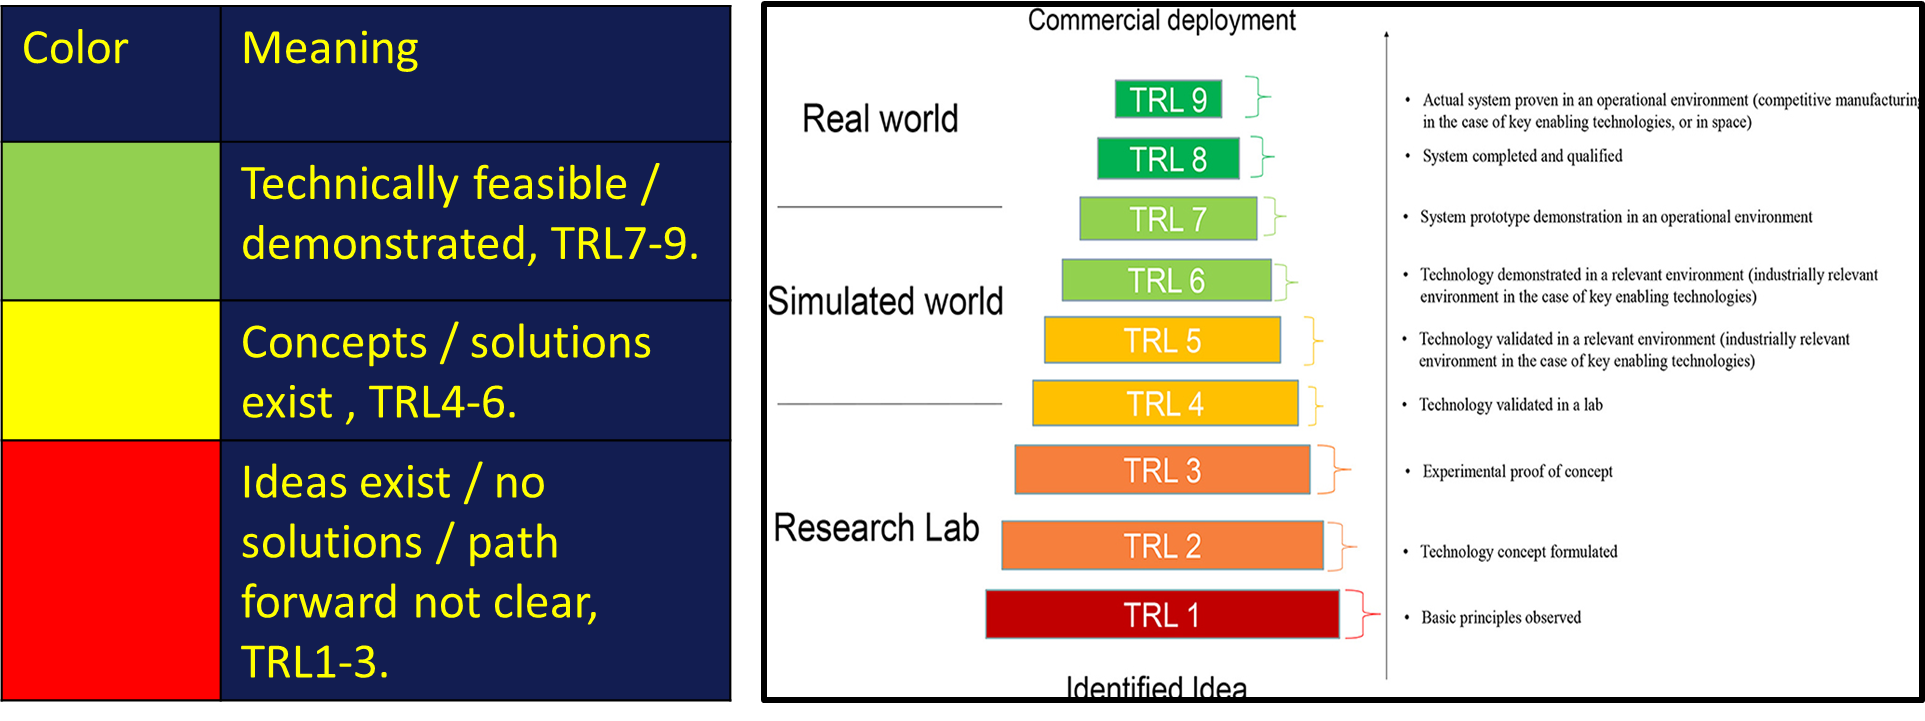 Color
Meaning
Technically feasible /
demonstrated, TRL7-9.
Concepts / solutions
exist , TRL4-6.
Ideas exist / no
solutions / path
forward not clear,
TRL1-3.
Commercial deployment
Real world
Simulated world
Research Lab
TRL 9
TRL 8
TRL 7
TRL 6
TRL 5
TRL 4
TRL 3
TRL 2
TRL 1
• Actual system proven in an operational environment (competitive manufacturing
in the case of key enabling technologies, or in space)
• System completed and qualified
• System prototype demonstration in an operational environment
• Technology demonstrated in a relevant environment (industrially relevant
environment in the case of key enabling technologies)
• Technology validated in a relevant environment (industrially relevant
environment in the case of key enabling technologies)
• Technology validated in a lab
• Experimental proof of concept
• Technology concept formulated
• Basic principles observed
Identified Idea